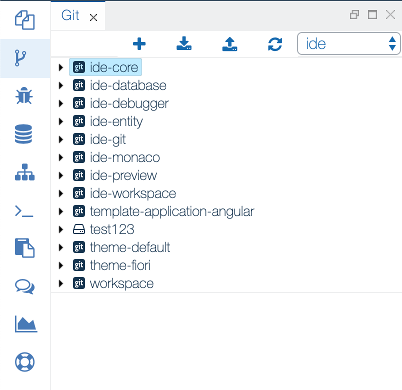 Git
ide
git ide-core
git ide-database
git ide-debugger
git ide-entity
git ide-git
git ide-monaco
git ide-preview
git ide-workspace
git template-application-angular
test123
git theme-default
git theme-fiori
git workspace